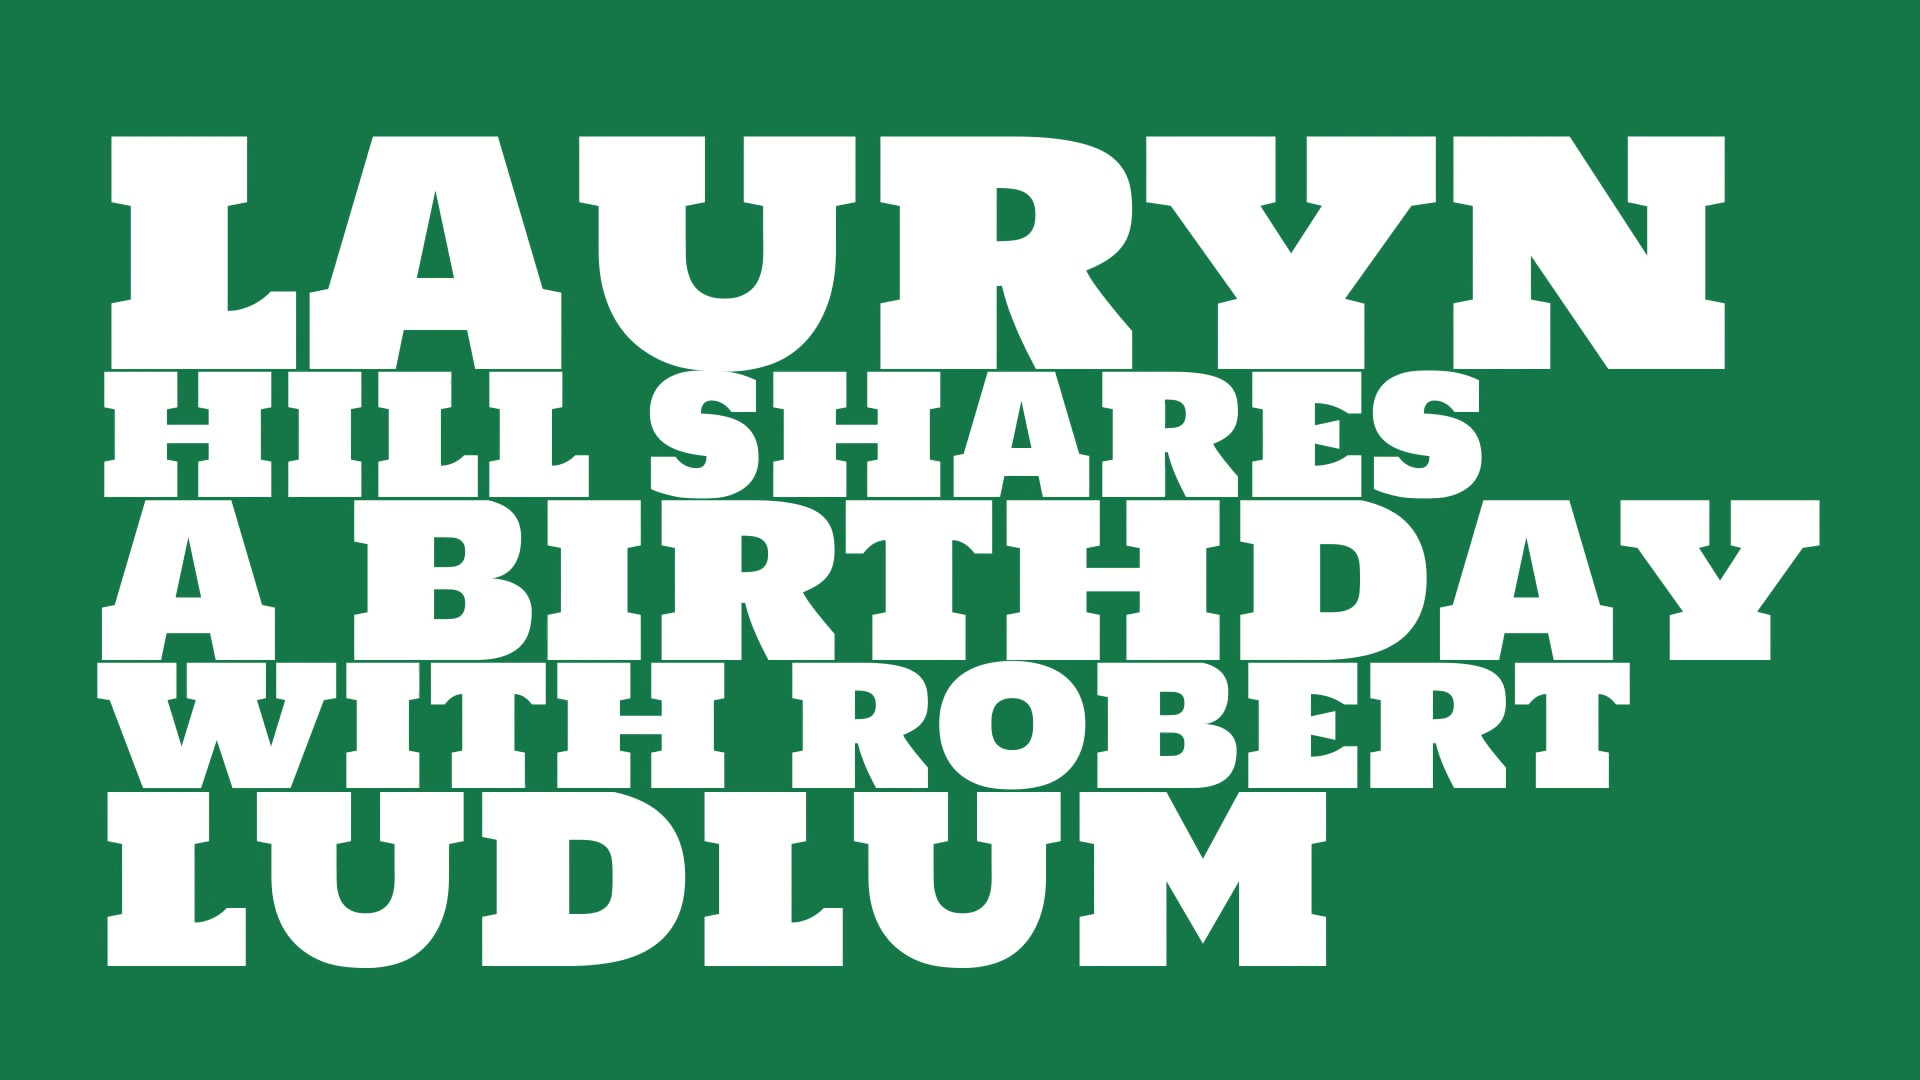 LAURYN
HILL SHARES
A BIRTHDAY
WITH ROBERT
LUDLUM